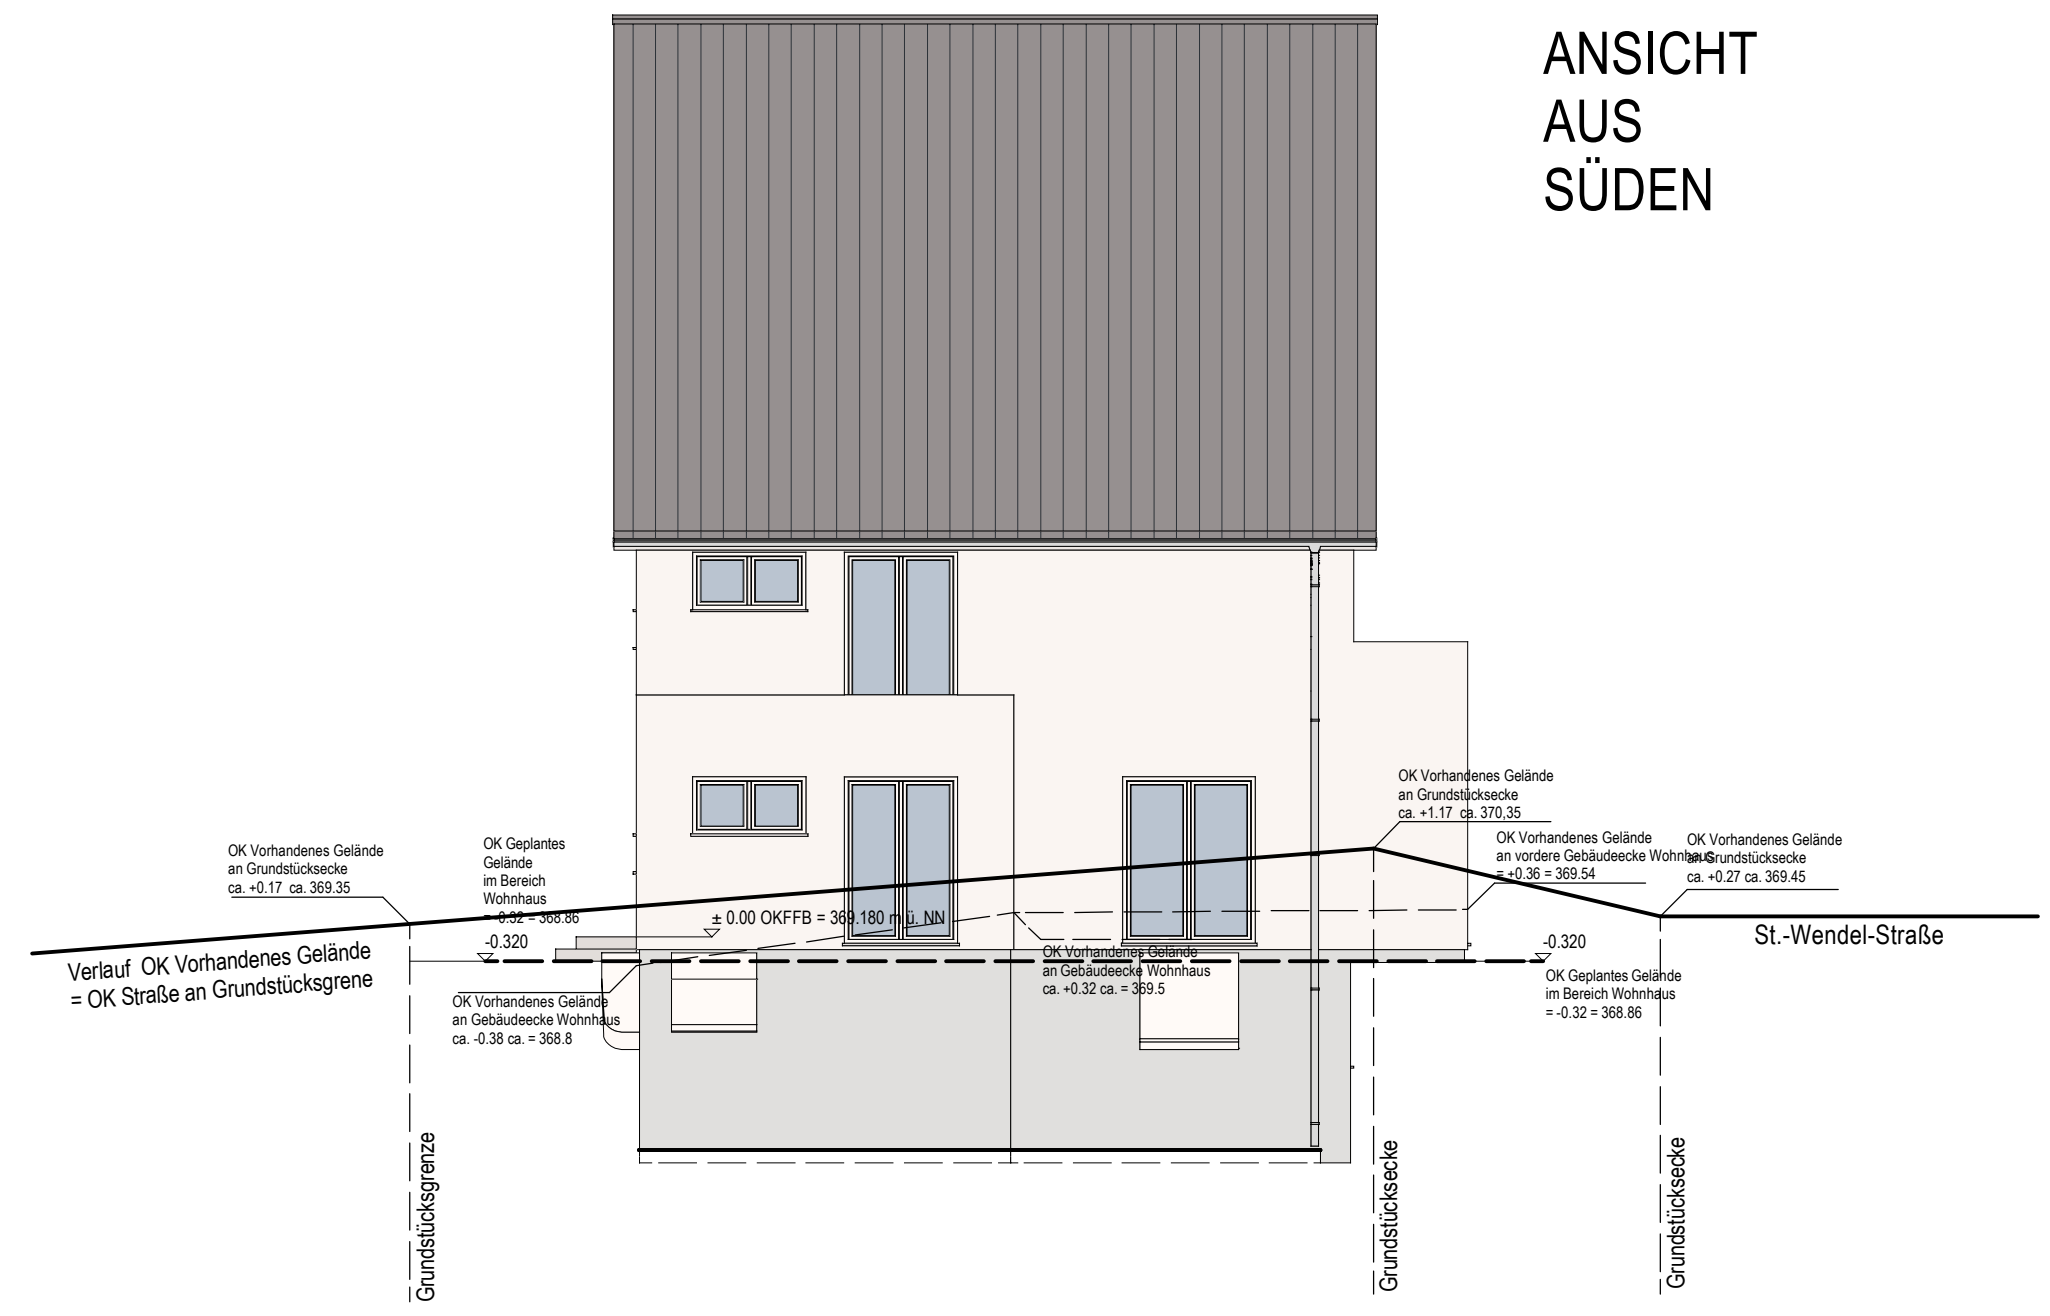 ANSICHT
AUS
SÜDEN
OK Vorhandenes Gelände
an Grundstücksecke
ca. +1.17 ca. 370,35
OK Vorhandenes Gelände
an vordere Gebäudeecke Wohnhaus
= +0.36 = 369.54
OK Vorhandenes Gelände
an Grundstücksecke
ca. +0.27 ca. 369.45
OK Vorhandenes Gelände
an Grundstücksecke
ca. +0.17 ca. 369.35
OK Geplantes
Gelände
im Bereich
Wohnhaus
= -0.32 = 368.86
± 0.00 OKFFB = 369.180 m ü. NN
-0.320
-0.320
St.-Wendel-Straße
Verlauf OK Vorhandenes Gelände
= OK Straße an Grundstücksgrene
OK Vorhandenes Gelände
an Gebäudeecke Wohnhaus
ca. -0.38 ca. = 368.8
OK Vorhandenes Gelände
an Gebäudeecke Wohnhaus
ca. +0.32 ca. = 369.5
OK Geplantes Gelände
im Bereich Wohnhaus
= -0.32 = 368.86
Grundstücksgrenze
Grundstücksecke
Grundstücksecke